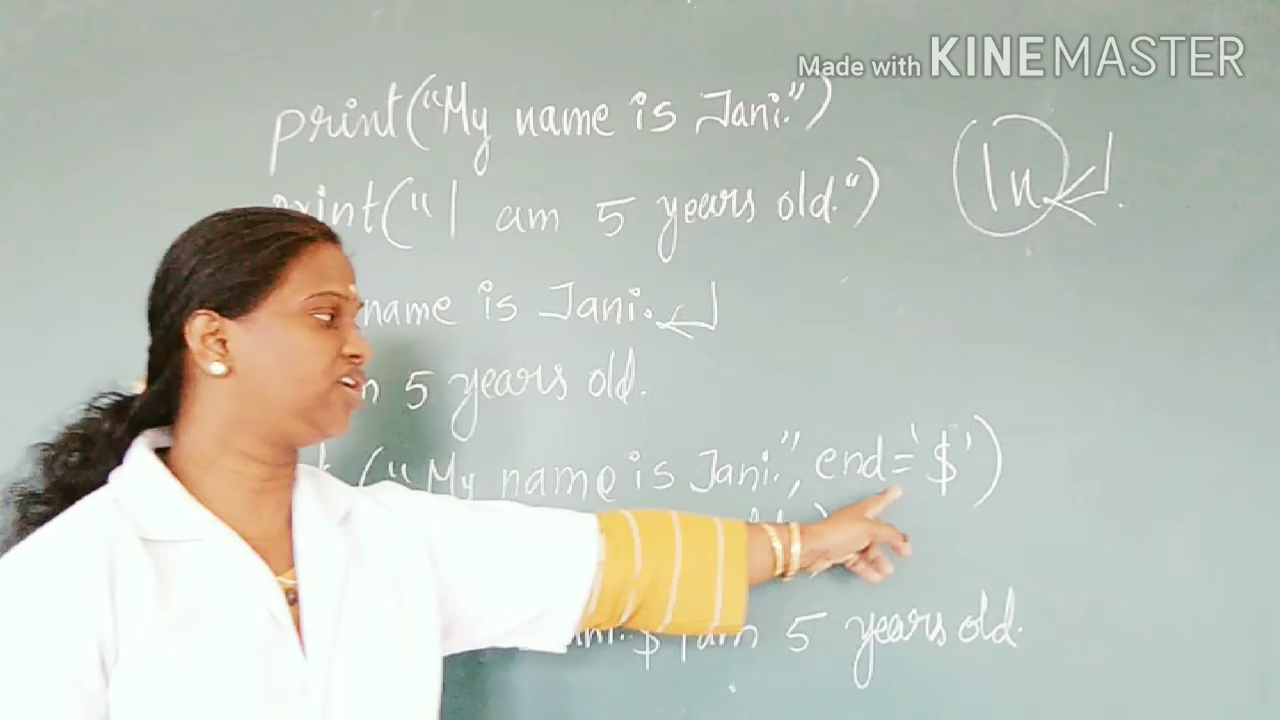 Made with KINEMASTER
print("My name is Jani.")
print("I am 5 years old.")
\n
name is Jani.
5 years old.
("My name is Jani.", end='$')
$I am 5 years old.